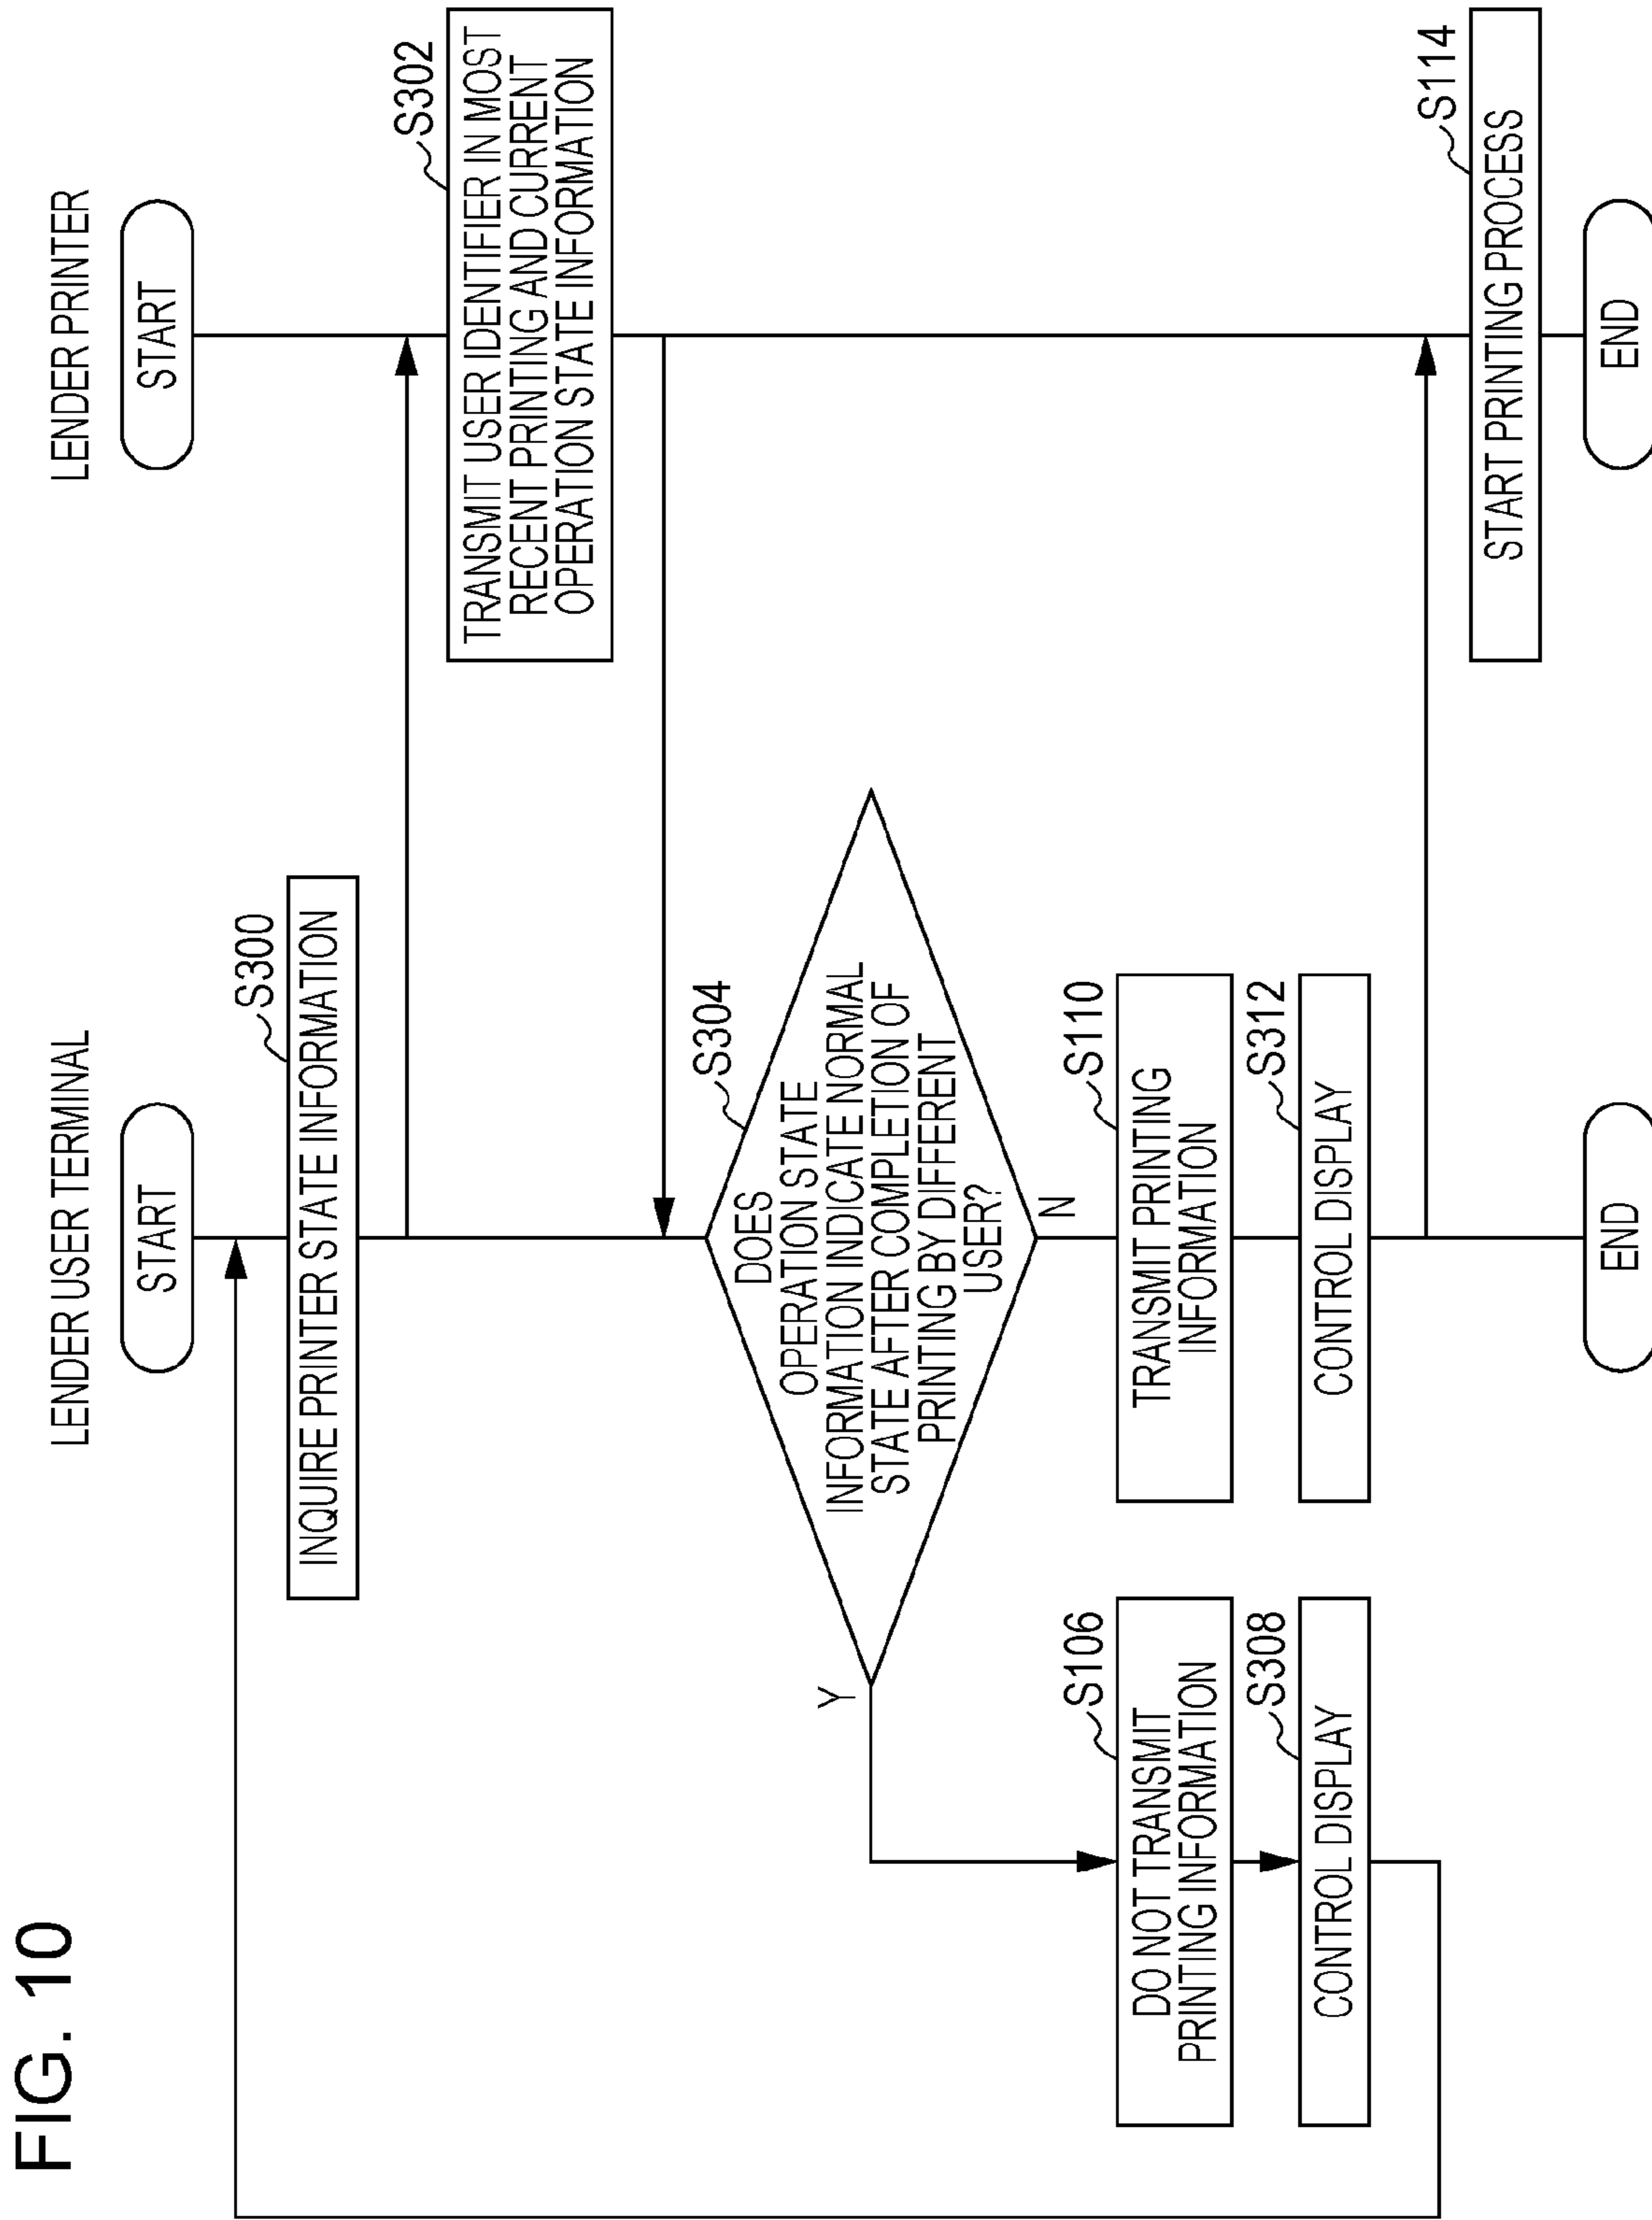 FIG. 10
LENDER USER TERMINAL
LENDER PRINTER
START
START
S300
INQUIRE PRINTER STATE INFORMATION
S302
TRANSMIT USER IDENTIFIER IN MOST
RECENT PRINTING AND CURRENT
OPERATION STATE INFORMATION
S304
DOES
OPERATION STATE
INFORMATION INDICATE NORMAL
STATE AFTER COMPLETION OF
PRINTING BY DIFFERENT
USER?
Y
N
S106
DO NOT TRANSMIT
PRINTING INFORMATION
S110
TRANSMIT PRINTING
INFORMATION
S308
CONTROL DISPLAY
S312
CONTROL DISPLAY
S114
START PRINTING PROCESS
END
END